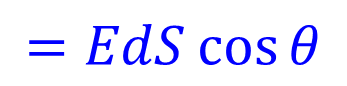 = EdS cos θ